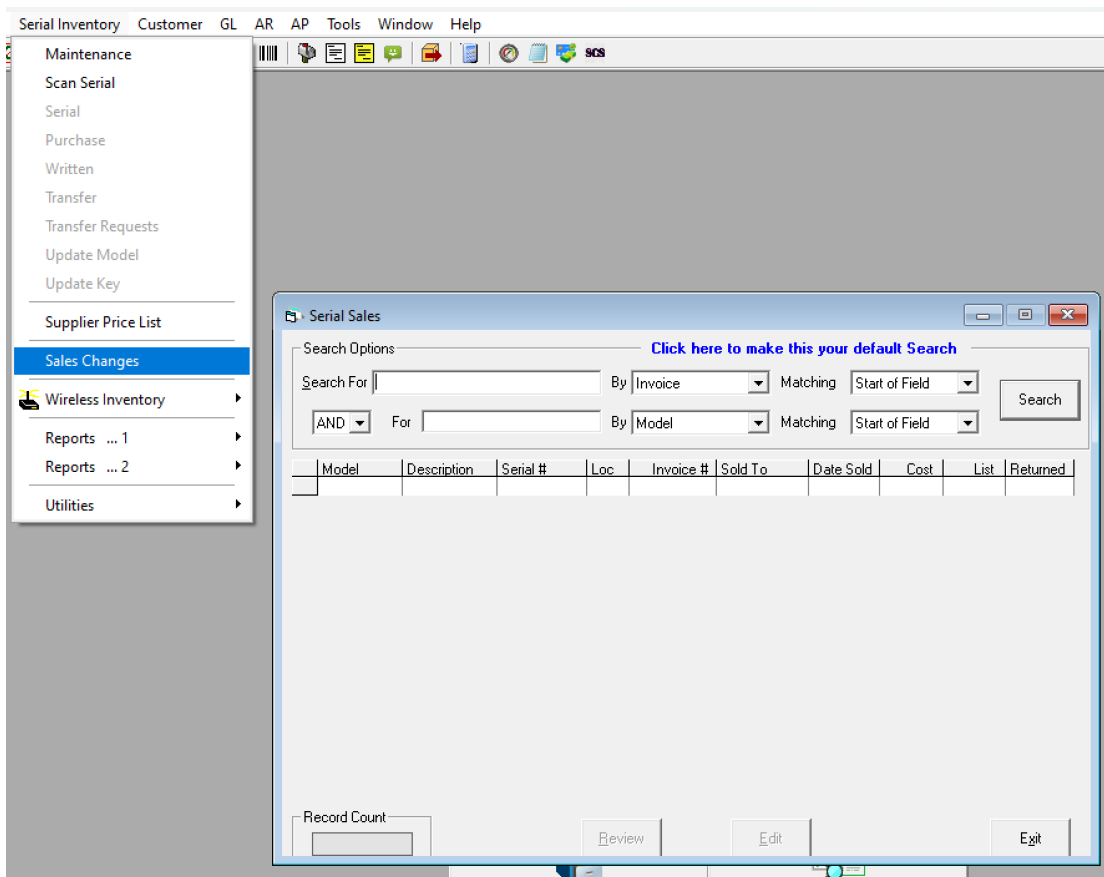 Serial Inventory Customer GL AR AP Tools Window Help
SCS
Maintenance
Scan Serial
Serial
Purchase
Written
Transfer
Transfer Requests
Update Model
Update Key
Supplier Price List
Sales Changes
Wireless Inventory
Reports ... 1
Reports ... 2
Utilities
Serial Sales
Search Options Click here to make this your default Search
Search For By Invoice Matching Start of Field Search
AND For By Model Matching Start of Field
Model Description Serial # Loc Invoice # Sold To Date Sold Cost List Returned
Record Count
Review Edit Exit